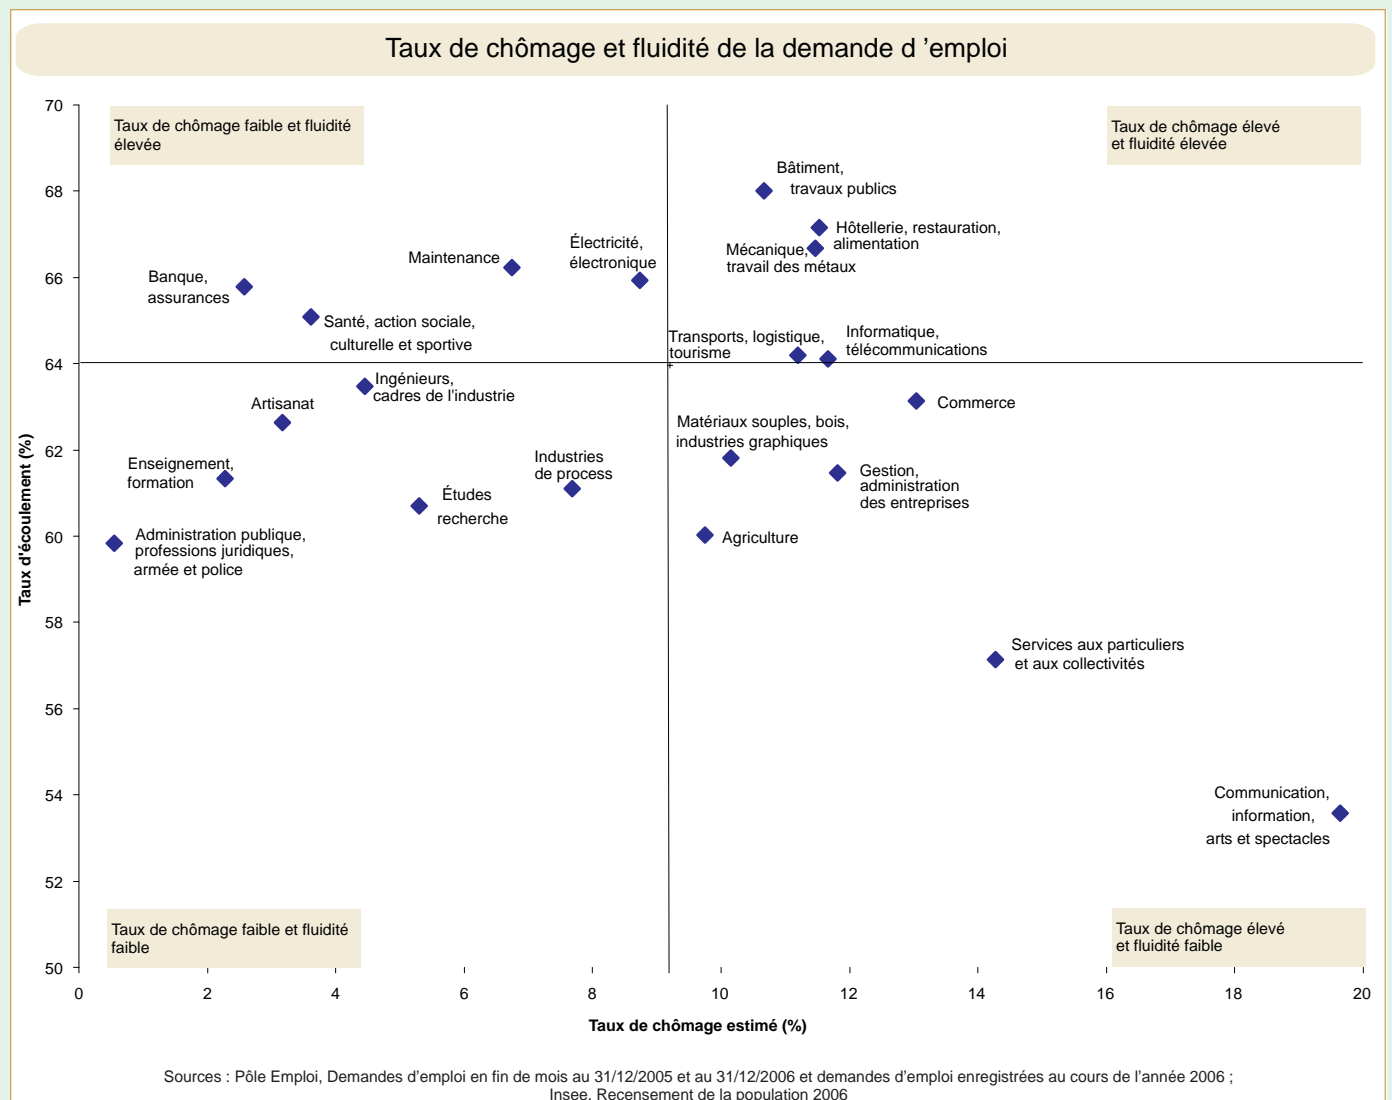 Taux de chômage et fluidité de la demande d ’emploi
70
Taux de chômage faible et fluidité
élevée
Taux de chômage élevé
et fluidité élevée
68
Bâtiment,
travaux publics
Hôtellerie, restauration,
alimentation
Mécanique,
travail des métaux
Électricité,
électronique
Maintenance
66
Banque,
assurances
Santé, action sociale,
culturelle et sportive
Transports, logistique,
tourisme
Informatique,
télécommunications
64
Ingénieurs,
cadres de l'industrie
Artisanat
Commerce
Matériaux souples, bois,
industries graphiques
62
Enseignement,
formation
Industries
de process
Gestion,
administration
des entreprises
Études
recherche
60
Administration publique,
professions juridiques,
armée et police
Agriculture
Taux d'écoulement (%)
58
Services aux particuliers
et aux collectivités
56
54
Communication,
information,
arts et spectacles
52
Taux de chômage faible et fluidité
faible
Taux de chômage élevé
et fluidité faible
50
0 2 4 6 8 10 12 14 16 18 20
Taux de chômage estimé (%)
Sources : Pôle Emploi, Demandes d’emploi en fin de mois au 31/12/2005 et au 31/12/2006 et demandes d’emploi enregistrées au cours de l’année 2006 ;
Insee, Recensement de la population 2006